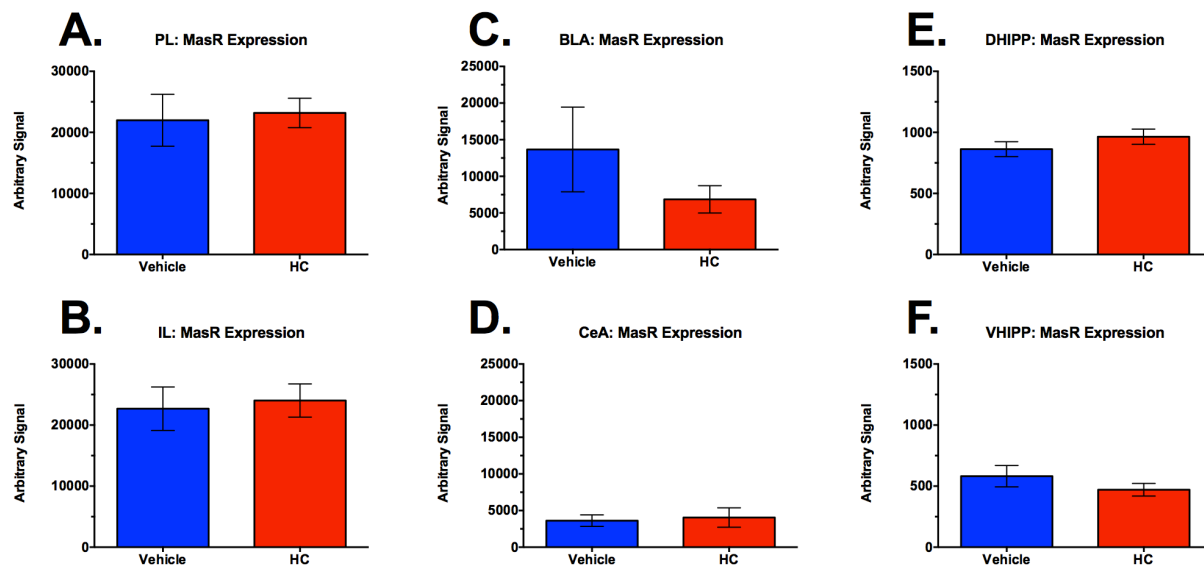 A.
PL: MasR Expression
30000
20000
10000
0
Arbitrary Signal
Vehicle HC
B.
IL: MasR Expression
30000
20000
10000
0
Arbitrary Signal
Vehicle HC
C.
BLA: MasR Expression
25000
20000
15000
10000
5000
0
Arbitrary Signal
Vehicle HC
D.
CeA: MasR Expression
25000
20000
15000
10000
5000
0
Arbitrary Signal
Vehicle HC
E.
DHIPP: MasR Expression
1500
1000
500
0
Arbitrary Signal
Vehicle HC
F.
VHIPP: MasR Expression
1500
1000
500
0
Arbitrary Signal
Vehicle HC